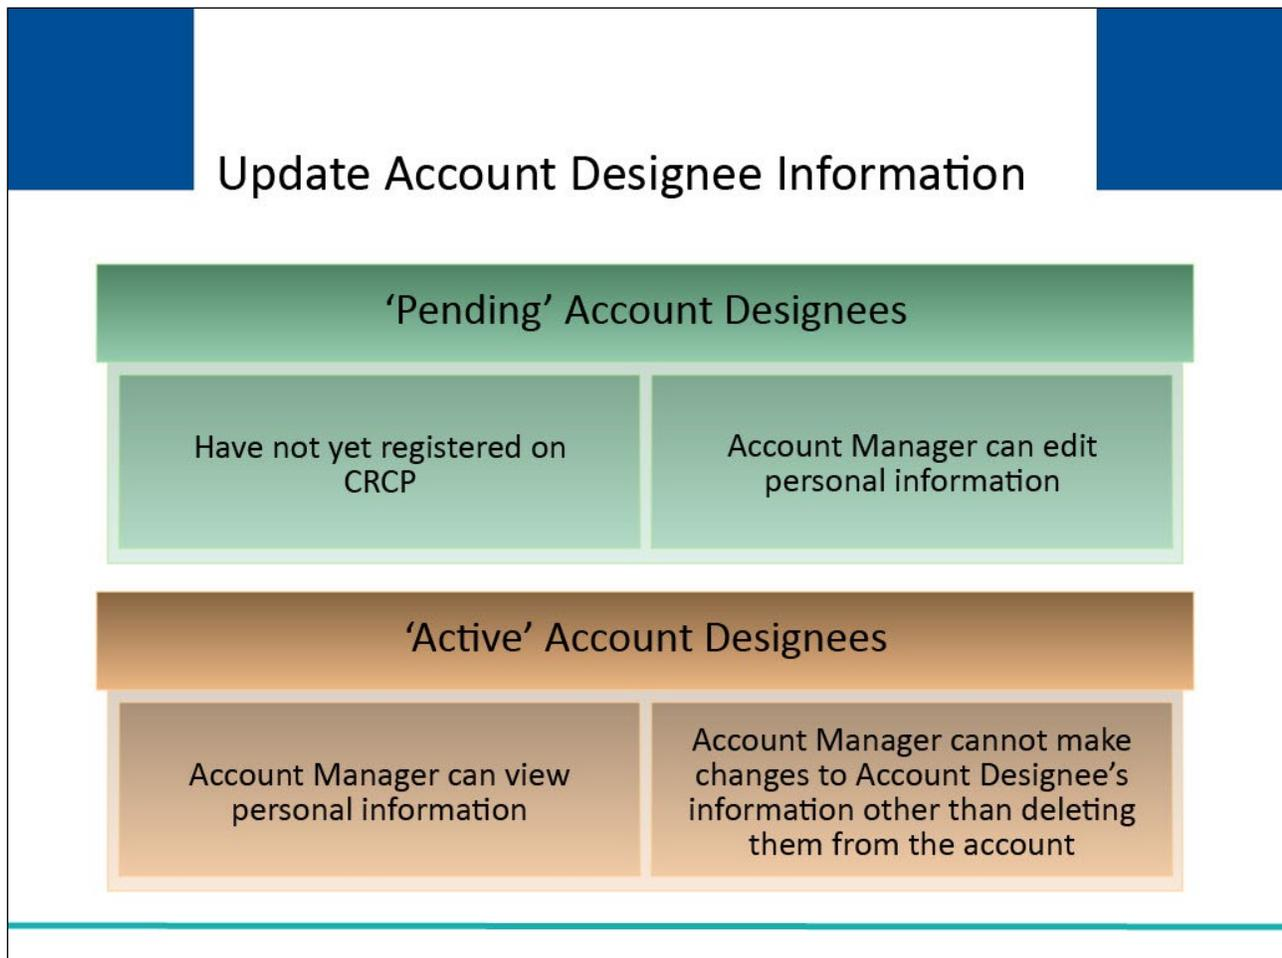 Update Account Designee Information
‘Pending’ Account Designees
Have not yet registered on
CRCP
Account Manager can edit
personal information
‘Active’ Account Designees
Account Manager can view
personal information
Account Manager cannot make
changes to Account Designee’s
information other than deleting
them from the account